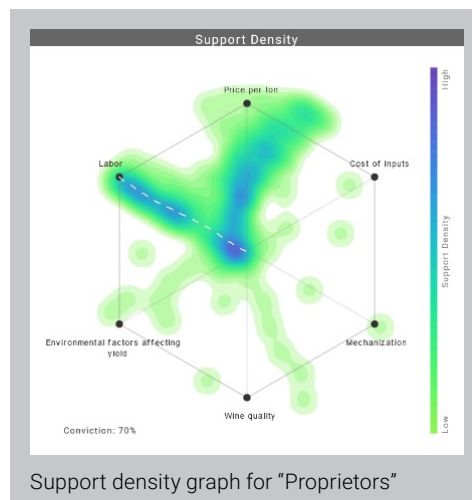 Support Density
Price per ton
High
Labor
Cost of Inputs
Support Density
Environmental factors affecting
yield
Mechanization
Wine quality
Low
Conviction: 70%
Support density graph for “Proprietors”